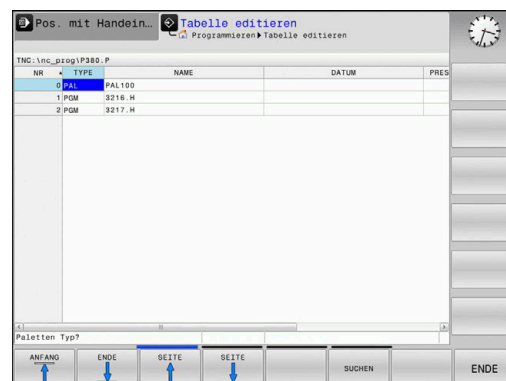 Pos. mit Handein… Tabelle editieren
Programmieren Tabelle editieren
TNC:\nc_prog\P380.P
NR TYPE NAME DATUM PRES
0 PAL PAL100
1 PGM 3216.H
2 PGM 3217.H
Paletten Typ?
ANFANG ENDE SEITE SEITE SUCHEN ENDE